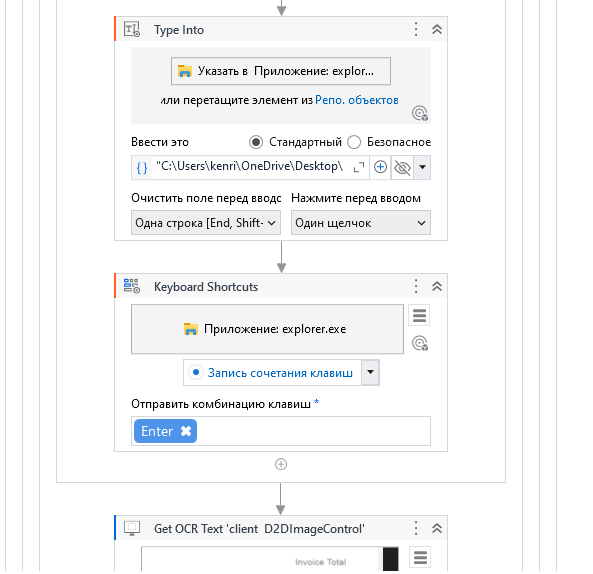 Type Into
Указать в Приложение: explor...
или перетащите элемент из Репо. объектов
Ввести это
Стандартный
Безопасное
{} "C:\Users\kenri\OneDrive\Desktop\
Очистить поле перед вводс
Нажмите перед вводом
Одна строка [End, Shift-
Один щелчок
Keyboard Shortcuts
Приложение: explorer.exe
Запись сочетания клавиш
Отправить комбинацию клавиш *
Enter
Get OCR Text 'client D2DImageControl'
Invoice Total